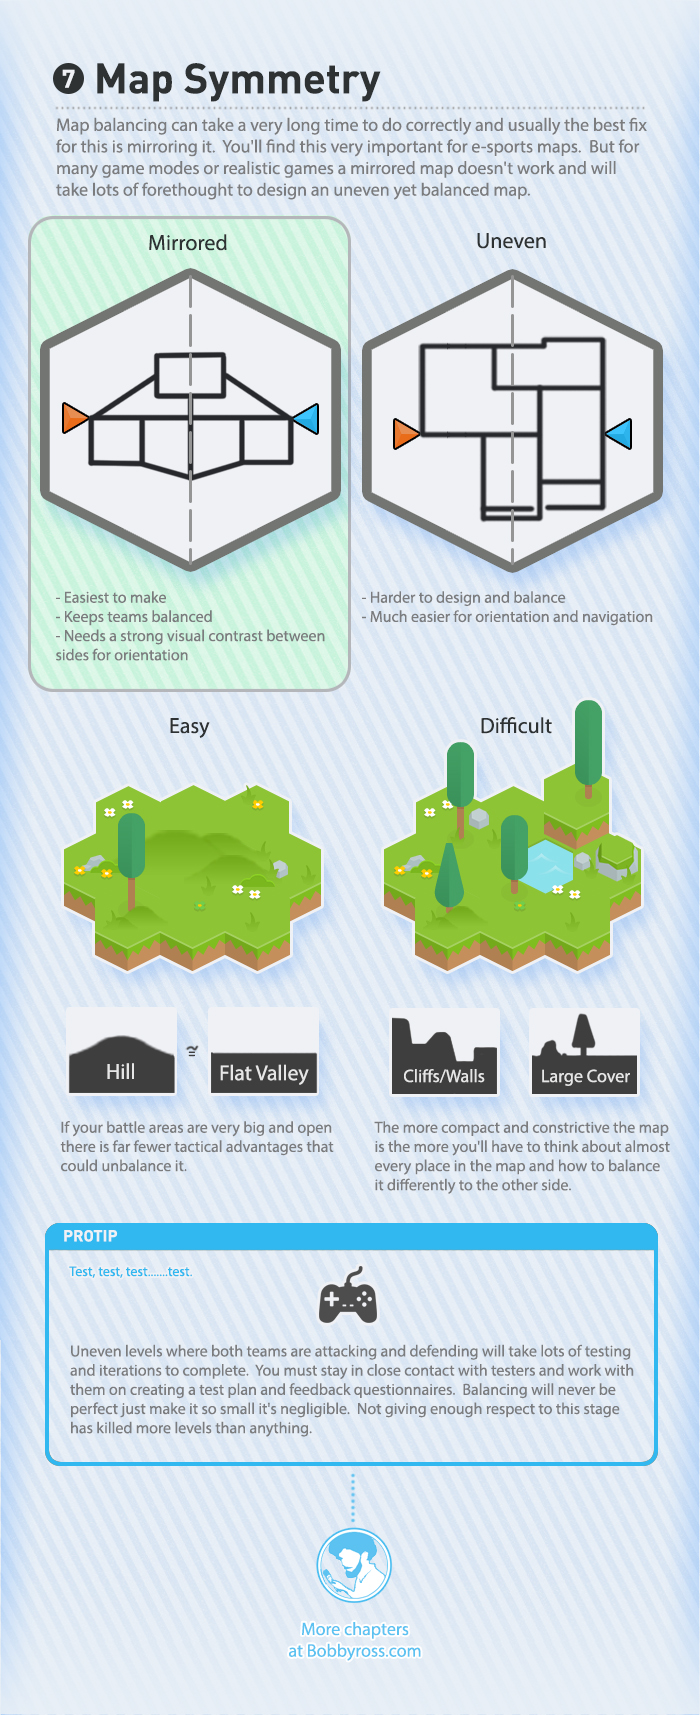 7 Map Symmetry
Map balancing can take a very long time to do correctly and usually the best fix
for this is mirroring it.  You'll find this very important for e-sports maps.  But for
many game modes or realistic games a mirrored map doesn't work and will
take lots of forethought to design an uneven yet balanced map.
Mirrored
- Easiest to make
- Keeps teams balanced
- Needs a strong visual contrast between
sides for orientation
Uneven
- Harder to design and balance
- Much easier for orientation and navigation
Easy
Hill
≅
Flat Valley
If your battle areas are very big and open
there is far fewer tactical advantages that
could unbalance it.
Difficult
Cliffs/Walls
Large Cover
The more compact and constrictive the map
is the more you'll have to think about almost
every place in the map and how to balance
it differently to the other side.
PROTIP
Test, test, test.......test.
Uneven levels where both teams are attacking and defending will take lots of testing
and iterations to complete.  You must stay in close contact with testers and work with
them on creating a test plan and feedback questionnaires.  Balancing will never be
perfect just make it so small it's negligible.  Not giving enough respect to this stage
has killed more levels than anything.
More chapters
at Bobbyross.com